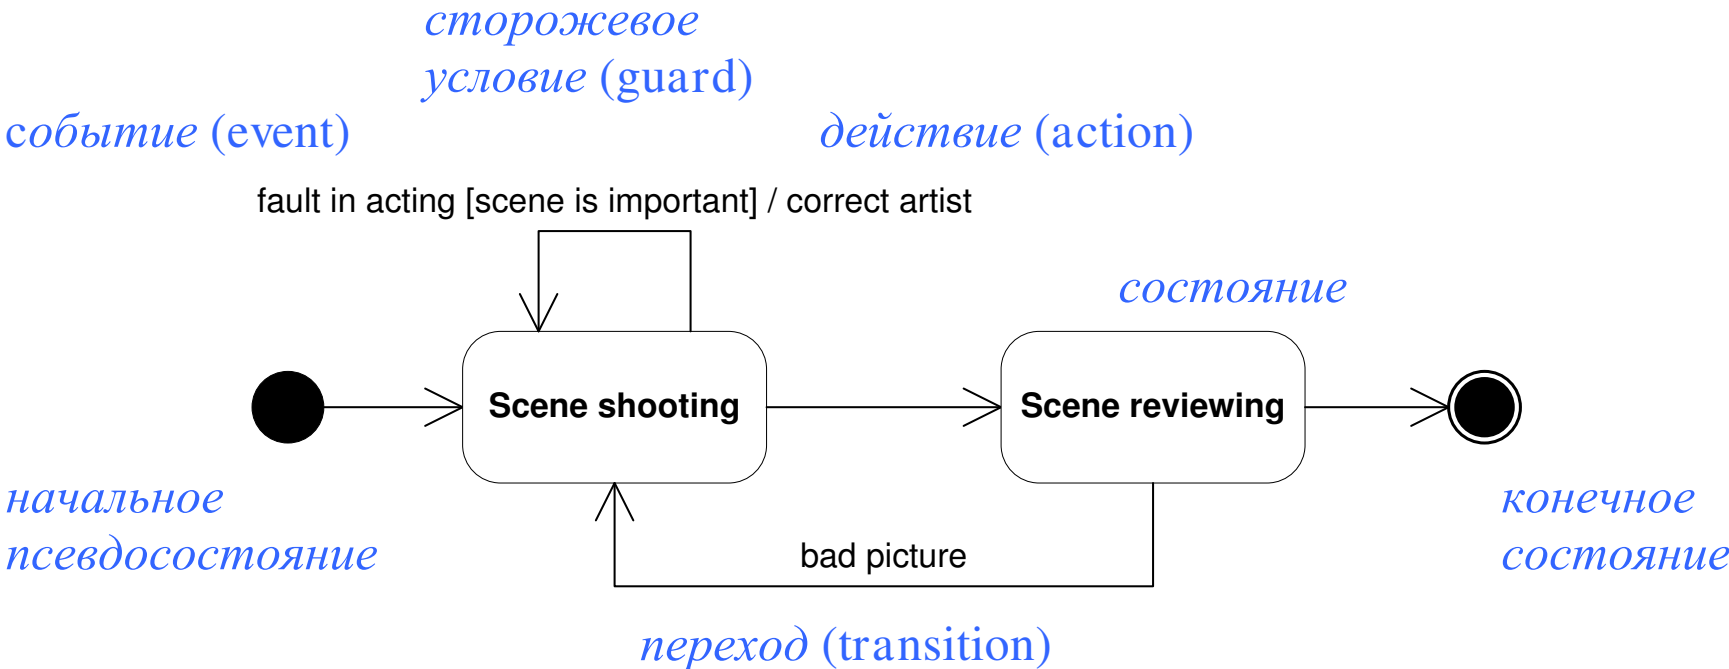 сторожевое
условие (guard)
событие (event)
действие (action)
fault in acting [scene is important] / correct artist
состояние
Scene shooting
Scene reviewing
начальное
псевдосостояние
конечное
состояние
bad picture
переход (transition)